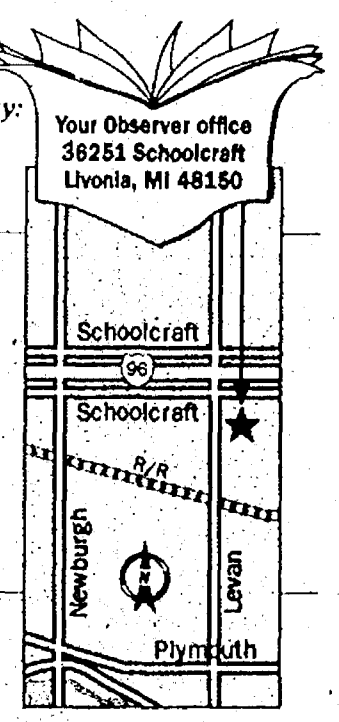 y:
Your Observer office
36251 Schoolcraft
Livonia, MI 48150
Schoolcraft
96
Schoolcraft
R/R
Newburgh
N
Levan
Plymouth